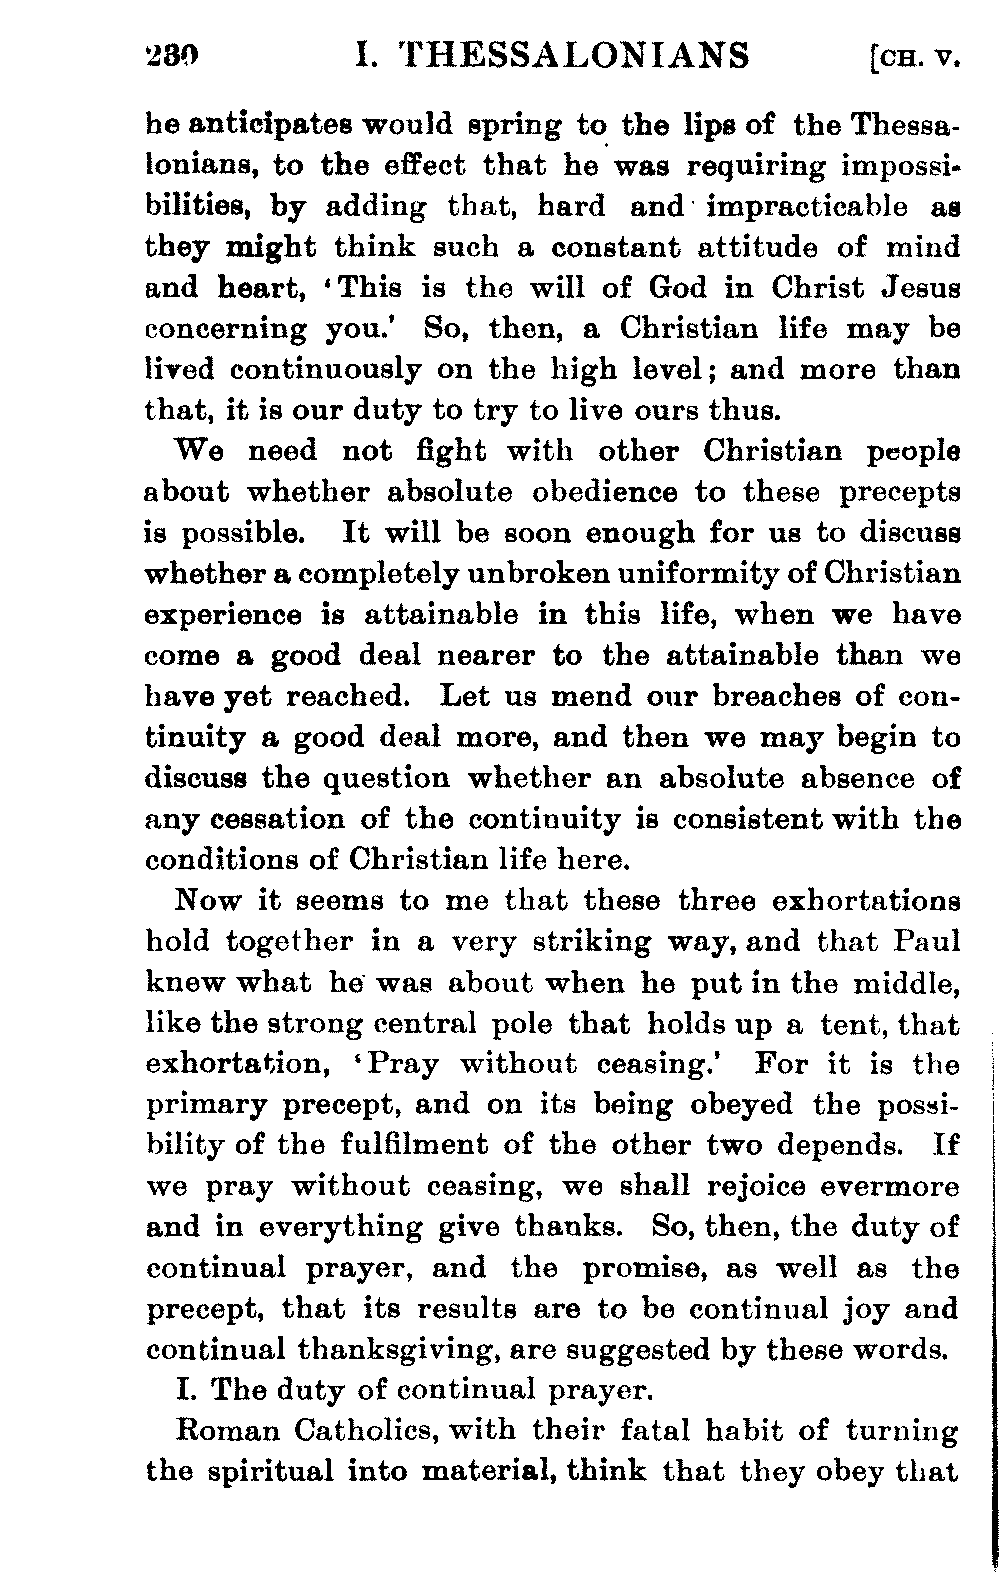 230 I. THESSALONIANS [CH. V.
he anticipates would spring to the lips of the Thessa-
lonians, to the effect that he was requiring impossi-
bilities, by adding that, hard and impracticable as
they might think such a constant attitude of mind
and heart, ‘This is the will of God in Christ Jesus
concerning you.’ So, then, a Christian life may be
lived continuously on the high level; and more than
that, it is our duty to try to live ours thus.
We need not fight with other Christian people
about whether absolute obedience to these precepts
is possible. It will be soon enough for us to discuss
whether a completely unbroken uniformity of Christian
experience is attainable in this life, when we have
come a good deal nearer to the attainable than we
have yet reached. Let us mend our breaches of con-
tinuity a good deal more, and then we may begin to
discuss the question whether an absolute absence of
any cessation of the continuity is consistent with the
conditions of Christian life here.
Now it seems to me that these three exhortations
hold together in a very striking way, and that Paul
knew what he was about when he put in the middle,
like the strong central pole that holds up a tent, that
exhortation, ‘Pray without ceasing.’ For it is the
primary precept, and on its being obeyed the possi-
bility of the fulfilment of the other two depends. If
we pray without ceasing, we shall rejoice evermore
and in everything give thanks. So, then, the duty of
continual prayer, and the promise, as well as the
precept, that its results are to be continual joy and
continual thanksgiving, are suggested by these words.
I. The duty of continual prayer.
Roman Catholics, with their fatal habit of turning
the spiritual into material, think that they obey that